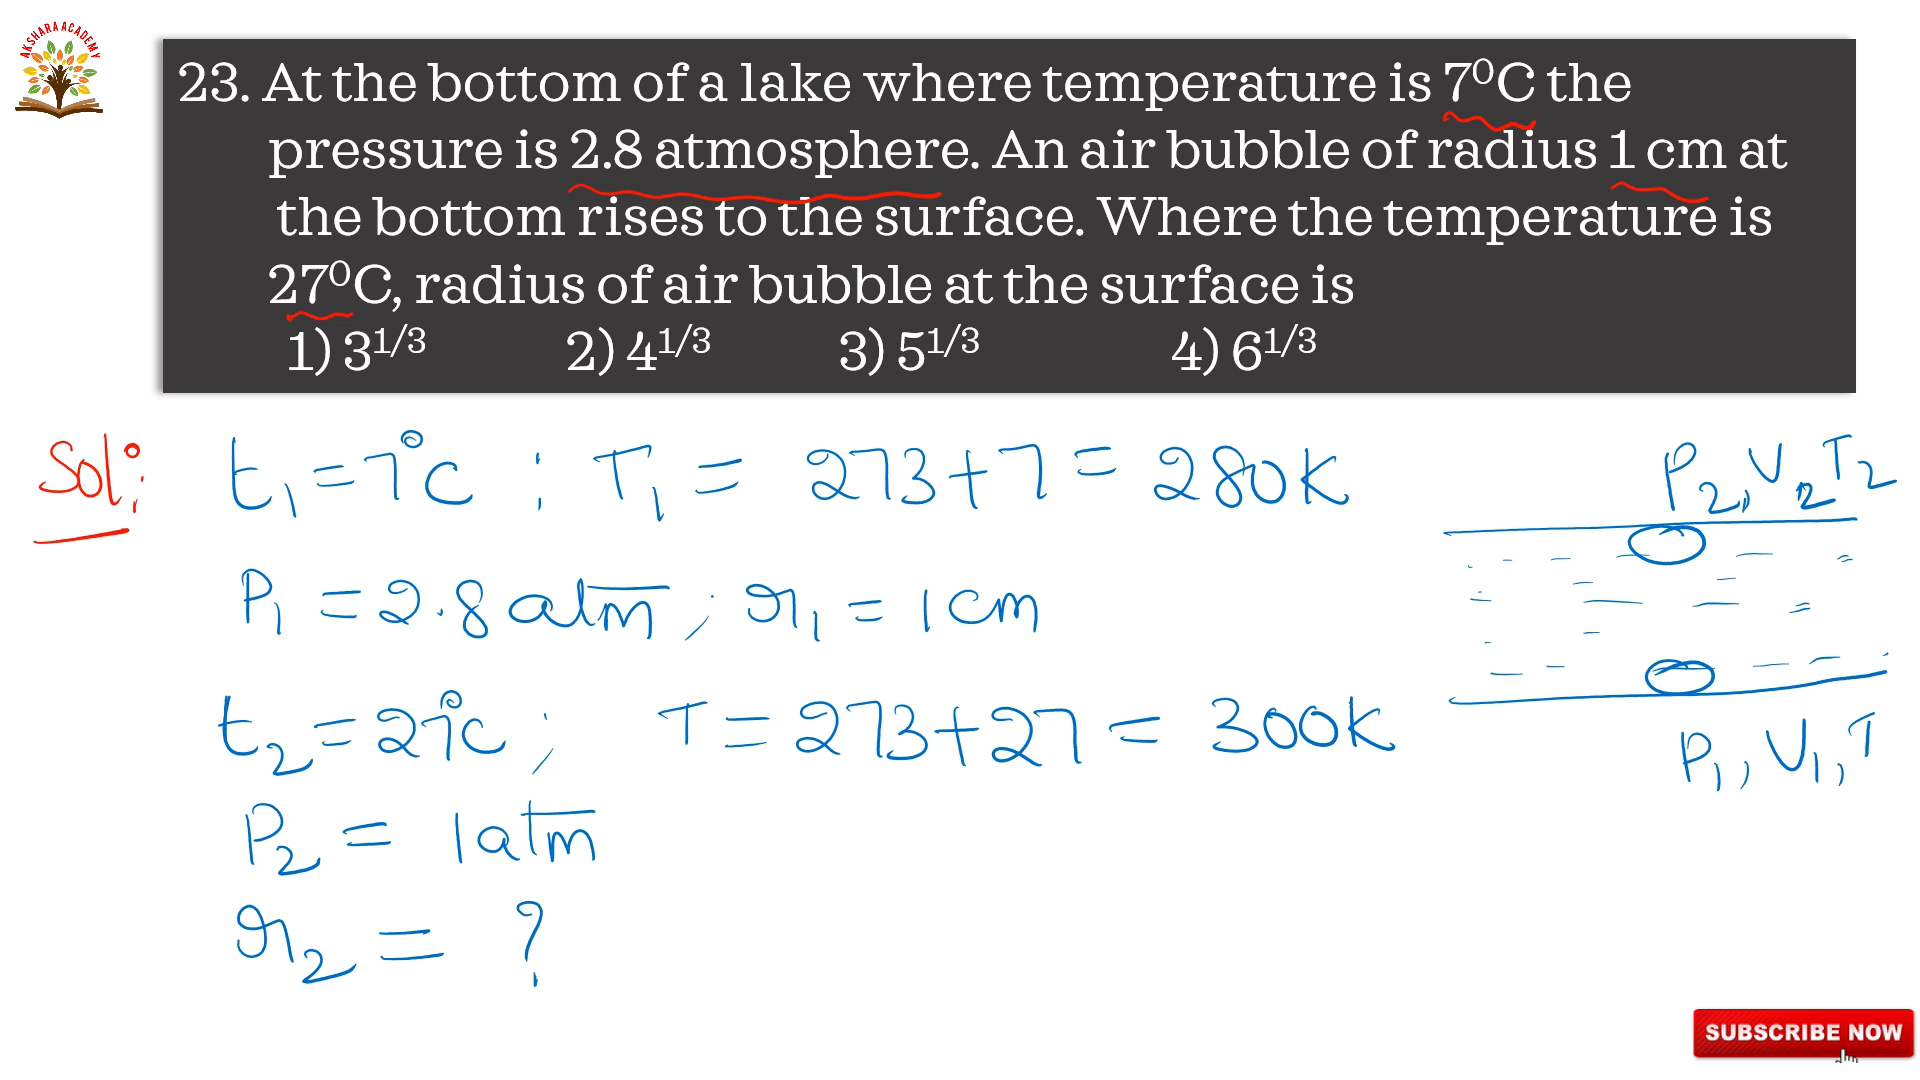 AKSHARA ACADEMY
23. At the bottom of a lake where temperature is 7⁰C the
pressure is 2.8 atmosphere. An air bubble of radius 1 cm at
the bottom rises to the surface. Where the temperature is
27⁰C, radius of air bubble at the surface is
1) 3^1/3 2) 4^1/3 3) 5^1/3 4) 6^1/3
Sol:
t₁ = 7°C ; T₁ = 273+7 = 280K
P₁ = 2.8 atm ; r₁ = 1cm
t₂ = 27°C ; T = 273+27 = 300K
P₂ = 1 atm
r₂ = ?
P₂, V₂ T₂
P₁, V₁, T
SUBSCRIBE NOW